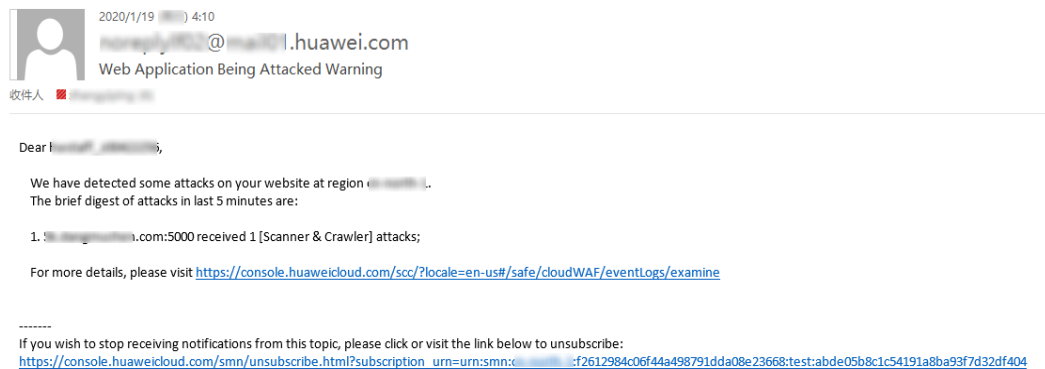 2020/1/19 ) 4:10
@ .huawei.com
Web Application Being Attacked Warning
收件人
Dear ,
We have detected some attacks on your website at region .
The brief digest of attacks in last 5 minutes are:
1. .com:5000 received 1 [Scanner & Crawler] attacks;
For more details, please visit https://console.huaweicloud.com/scc/?locale=en-us#/safe/cloudWAF/eventLogs/examine
-------
If you wish to stop receiving notifications from this topic, please click or visit the link below to unsubscribe:
https://console.huaweicloud.com/smn/unsubscribe.html?subscription_urn=urn:smn: :f2612984c06f44a498791dda08e23668:test:abde05b8c1c54191a8ba93f7d32df404